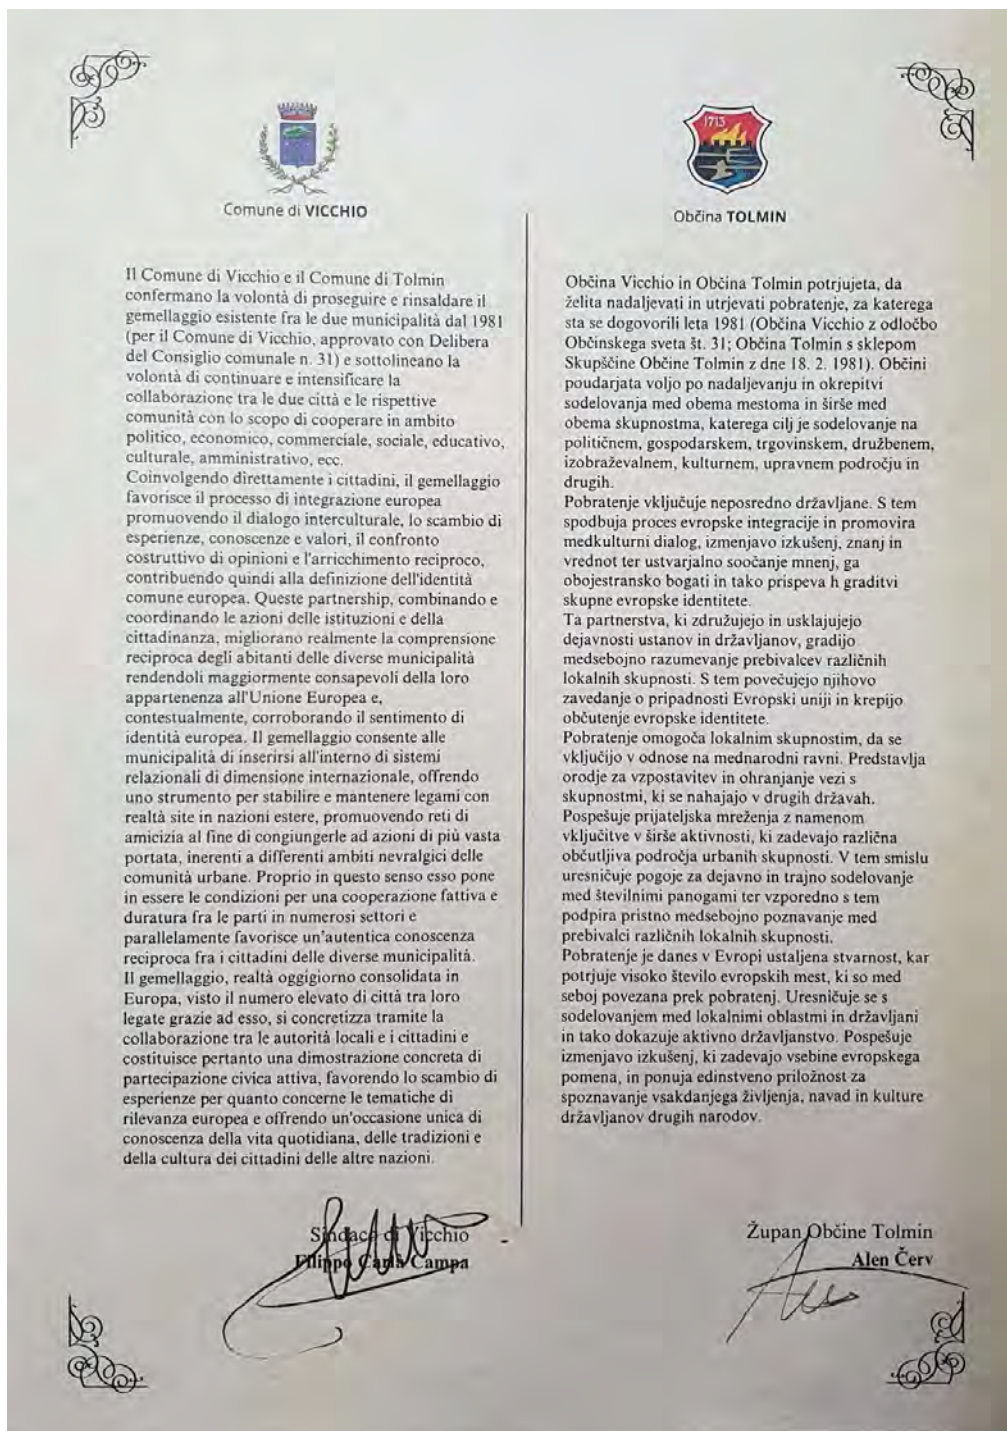 Comune di VICCHIO
Il Comune di Vicchio e il Comune di Tolmin
confermano la volontà di proseguire e rinsaldare il
gemellaggio esistente fra le due municipalità dal 1981
(per il Comune di Vicchio, approvato con Delibera
del Consiglio comunale n. 31) e sottolineano la
volontà di continuare e intensificare la
collaborazione tra le due città e le rispettive
comunità con lo scopo di cooperare in ambito
politico, economico, commerciale, sociale, educativo,
culturale, amministrativo, ecc.
Coinvolgendo direttamente i cittadini, il gemellaggio
favorisce il processo di integrazione europea
promuovendo il dialogo interculturale, lo scambio di
esperienze, conoscenze e valori, il confronto
costruttivo di opinioni e l'arricchimento reciproco,
contribuendo quindi alla definizione dell'identità
comune europea. Queste partnership, combinando e
coordinando le azioni delle istituzioni e della
cittadinanza, migliorano realmente la comprensione
reciproca degli abitanti delle diverse municipalità
rendendoli maggiormente consapevoli della loro
appartenenza all'Unione Europea e,
contestualmente, corroborando il sentimento di
identità europea. Il gemellaggio consente alle
municipalità di inserirsi all'interno di sistemi
relazionali di dimensione internazionale, offrendo
uno strumento per stabilire e mantenere legami con
realtà site in nazioni estere, promuovendo reti di
amicizia al fine di congiungerle ad azioni di più vasta
portata, inerenti a differenti ambiti nevralgici delle
comunità urbane. Proprio in questo senso esso pone
in essere le condizioni per una cooperazione fattiva e
duratura fra le parti in numerosi settori e
parallelamente favorisce un'autentica conoscenza
reciproca fra i cittadini delle diverse municipalità.
Il gemellaggio, realtà oggigiorno consolidata in
Europa, visto il numero elevato di città tra loro
legate grazie ad esso, si concretizza tramite la
collaborazione tra le autorità locali e i cittadini e
costituisce pertanto una dimostrazione concreta di
partecipazione civica attiva, favorendo lo scambio di
esperienze per quanto concerne le tematiche di
rilevanza europea e offrendo un'occasione unica di
conoscenza della vita quotidiana, delle tradizioni e
della cultura dei cittadini delle altre nazioni.
Sindaco di Vicchio
Filippo Carlà Campa
1713
Občina TOLMIN
Občina Vicchio in Občina Tolmin potrjujeta, da
želita nadaljevati in utrjevati pobratenje, za katerega
sta se dogovorili leta 1981 (Občina Vicchio z odločbo
Občinskega sveta št. 31; Občina Tolmin s sklepom
Skupščine Občine Tolmin z dne 18. 2. 1981). Občini
poudarjata voljo po nadaljevanju in okrepitvi
sodelovanja med obema mestoma in širše med
obema skupnostma, katerega cilj je sodelovanje na
političnem, gospodarskem, trgovinskem, družbenem,
izobraževalnem, kulturnem, upravnem področju in
drugih.
Pobratenje vključuje neposredno državljane. S tem
spodbuja proces evropske integracije in promovira
medkulturni dialog, izmenjavo izkušenj, znanj in
vrednot ter ustvarjalno soočanje mnenj, ga
obojestransko bogati in tako prispeva h graditvi
skupne evropske identitete.
Ta partnerstva, ki združujejo in usklajujejo
dejavnosti ustanov in državljanov, gradijo
medsebojno razumevanje prebivalcev različnih
lokalnih skupnosti. S tem povečujejo njihovo
zavedanje o pripadnosti Evropski uniji in krepijo
občutenje evropske identitete.
Pobratenje omogoča lokalnim skupnostim, da se
vključijo v odnose na mednarodni ravni. Predstavlja
orodje za vzpostavitev in ohranjanje vezi s
skupnostmi, ki se nahajajo v drugih državah.
Pospešuje prijateljska mreženja z namenom
vključitve v širše aktivnosti, ki zadevajo različna
občutljiva področja urbanih skupnosti. V tem smislu
uresničuje pogoje za dejavno in trajno sodelovanje
med številnimi panogami ter vzporedno s tem
podpira pristno medsebojno poznavanje med
prebivalci različnih lokalnih skupnosti.
Pobratenje je danes v Evropi ustaljena stvarnost, kar
potrjuje visoko število evropskih mest, ki so med
seboj povezana prek pobratenj. Uresničuje se s
sodelovanjem med lokalnimi oblastmi in državljani
in tako dokazuje aktivno državljanstvo. Pospešuje
izmenjavo izkušenj, ki zadevajo vsebine evropskega
pomena, in ponuja edinstveno priložnost za
spoznavanje vsakdanjega življenja, navad in kulture
državljanov drugih narodov.
Župan Občine Tolmin
Alen Červ